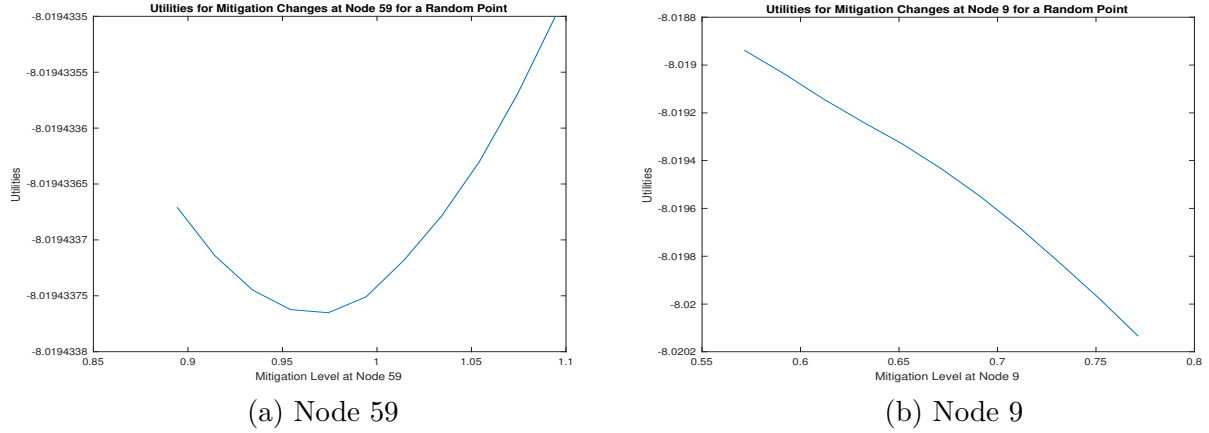 Utilities for Mitigation Changes at Node 59 for a Random Point
-8.0194335
-8.01943355
-8.0194336
-8.01943365
-8.0194337
-8.01943375
-8.0194338
Utilities
0.85 0.9 0.95 1 1.05 1.1
Mitigation Level at Node 59
(a) Node 59
Utilities for Mitigation Changes at Node 9 for a Random Point
-8.0188
-8.019
-8.0192
-8.0194
-8.0196
-8.0198
-8.02
-8.0202
Utilities
0.55 0.6 0.65 0.7 0.75 0.8
Mitigation Level at Node 9
(b) Node 9